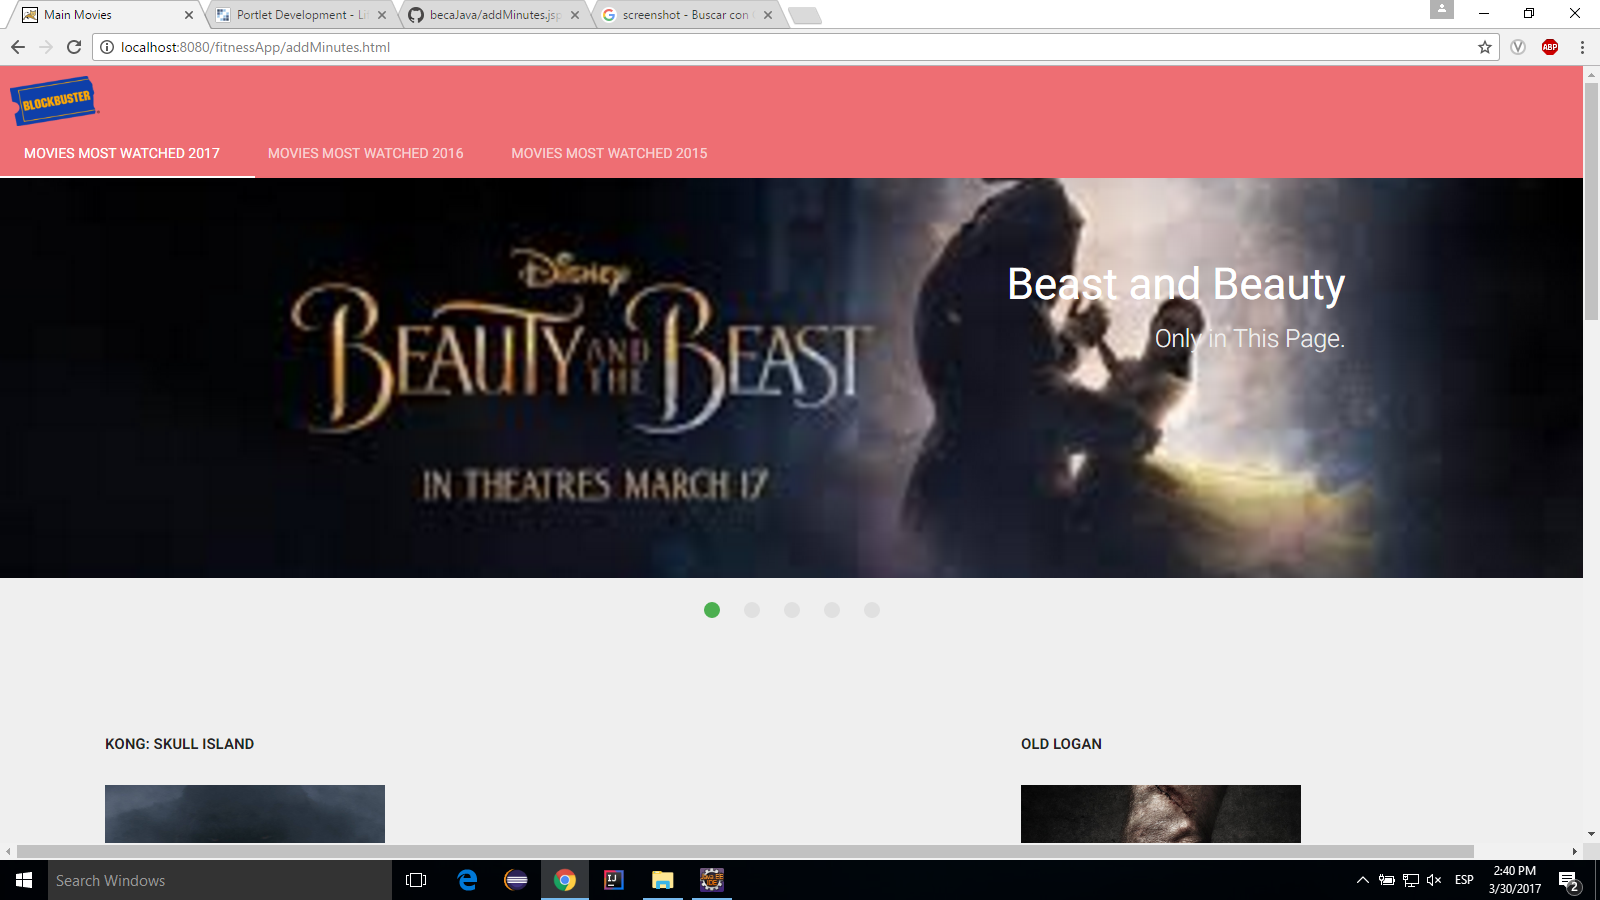 Main Movies
Portlet Development - Li
becaJava/addMinutes.jsp
screenshot - Buscar con
localhost:8080/fitnessApp/addMinutes.html
ABP
BLOCKBUSTER
MOVIES MOST WATCHED 2017
MOVIES MOST WATCHED 2016
MOVIES MOST WATCHED 2015
Disney
BEAUTY AND THE BEAST
IN THEATRES MARCH 17
Beast and Beauty
Only in This Page.
KONG: SKULL ISLAND
OLD LOGAN
Search Windows
IJ
ESP
2:40 PM
3/30/2017
2